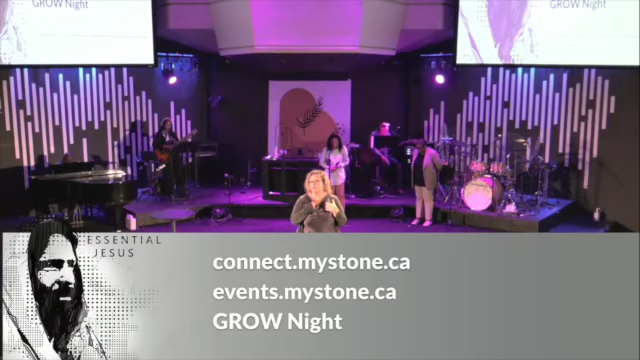 GROW Night
GROW Night
ESSENTIAL
JESUS
connect.mystone.ca
events.mystone.ca
GROW Night